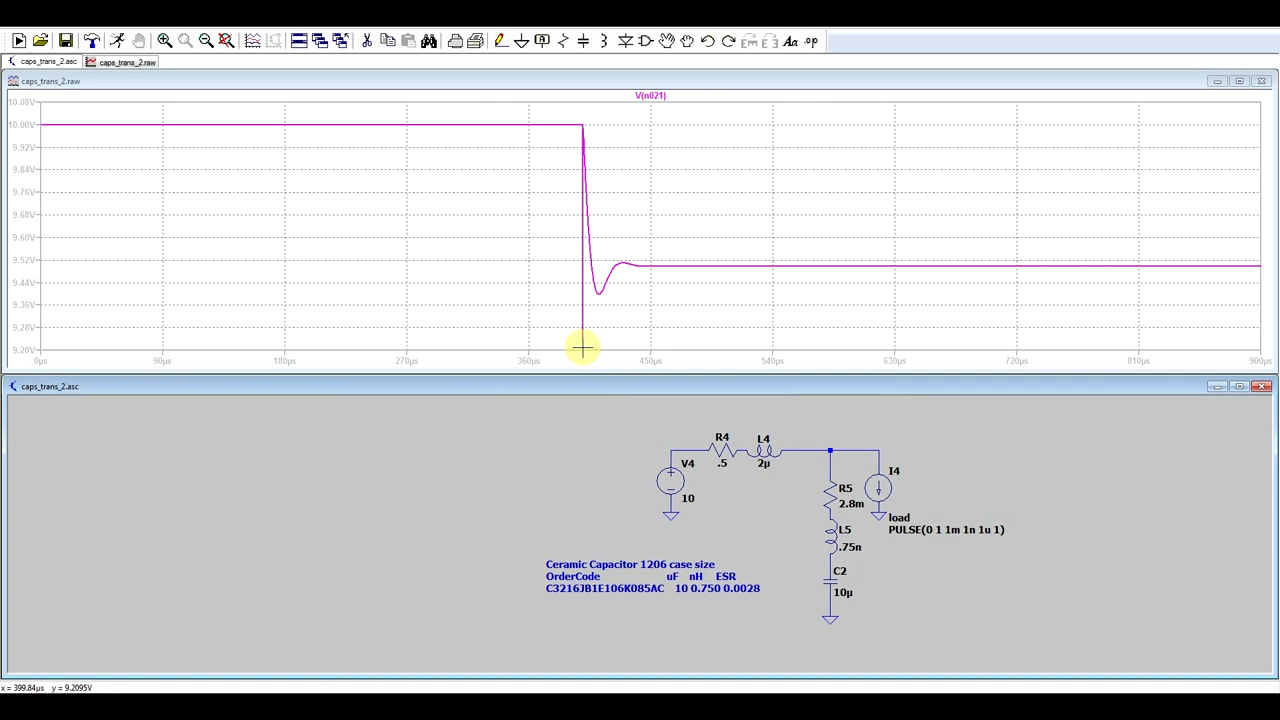 caps_trans_2.asc
caps_trans_2.raw
caps_trans_2.raw
V(n021)
10.08V
10.00V
9.92V
9.84V
9.76V
9.68V
9.60V
9.52V
9.44V
9.36V
9.28V
9.20V
0µs
90µs
180µs
270µs
360µs
450µs
540µs
630µs
720µs
810µs
900µs
caps_trans_2.asc
R4
.5
L4
2µ
V4
10
R5
2.8m
L5
.75n
C2
10µ
I4
load
PULSE(0 1 1m 1n 1u 1)
Ceramic Capacitor 1206 case size
OrderCode uF nH ESR
C3216JB1E106K085AC 10 0.750 0.0028
x = 399.84µs y = 9.2095V